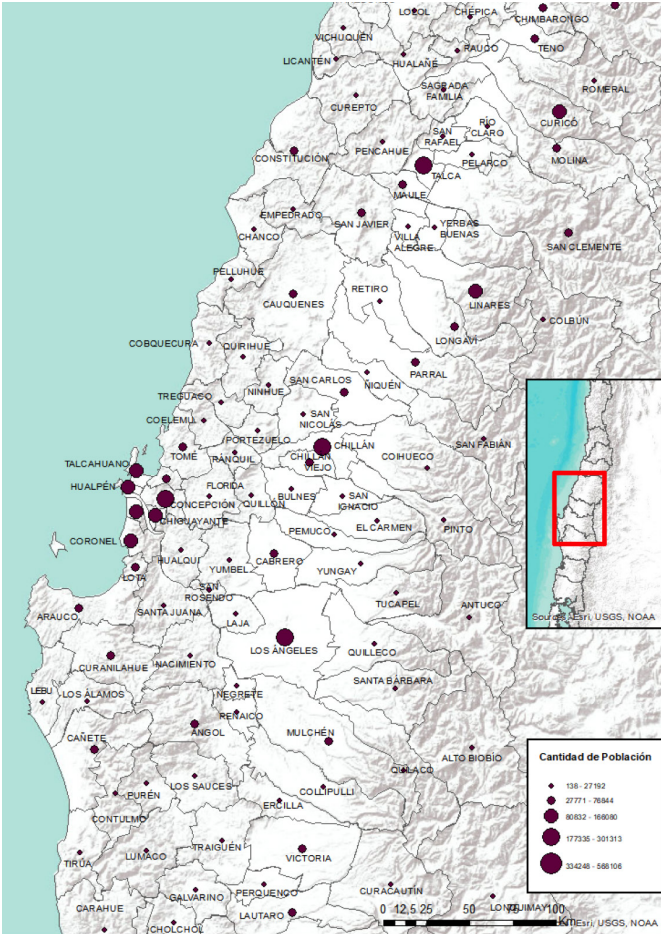 LOLOL
CHÉPICA
CHIMBARONGO
VICHUQUÉN
TENO
RAUCO
LICANTÉN
HUALAÑÉ
ROMERAL
SAGRADA
FAMILIA
CUREPTO
CURICÓ
RÍO
CLARO
SAN
RAFAEL
PENCAHUE
MOLINA
CONSTITUCIÓN
PELARCO
TALCA
MAULE
EMPEDRADO
SAN JAVIER
YERBAS
BUENAS
VILLA
ALEGRE
CHANCO
SAN CLEMENTE
PELLUHUE
RETIRO
CAUQUENES
LINARES
COLBÚN
LONGAVÍ
COBQUECURA
QUIRIHUE
PARRAL
ÑIQUÉN
SAN CARLOS
NINHUE
TREGUACO
SAN
NICOLÁS
COELEMU
PORTEZUELO
CHILLÁN
SAN FABIÁN
TOMÉ
RÁNQUIL
CHILLÁN
VIEJO
COIHUECO
TALCAHUANO
HUALPÉN
FLORIDA
CONCEPCIÓN
QUILLÓN
BULNES
SAN
IGNACIO
CHIGUAYANTE
EL CARMEN
PINTO
PEMUCO
CORONEL
HUALQUI
YUMBEL
CABRERO
YUNGAY
LOTA
SAN
ROSENDO
TUCAPEL
ARAUCO
SANTA JUANA
LAJA
ANTUCO
LOS ÁNGELES
QUILLECO
CURANILAHUE
NACIMIENTO
SANTA BÁRBARA
LEBU
LOS ÁLAMOS
NEGRETE
RENAICO
ANGOL
MULCHÉN
CAÑETE
ALTO BIOBÍO
QUILACO
LOS SAUCES
PURÉN
COLLIPULLI
ERCILLA
CONTULMO
TRAIGUÉN
LUMACO
VICTORIA
TIRÚA
GALVARINO
PERQUENCO
CURACAUTÍN
CARAHUE
LONQUIMAY
CHOLCHOL
LAUTARO
Sources: Esri, USGS, NOAA
Cantidad de Población
138 - 27192
27771 - 76844
80832 - 166080
177335 - 301313
334248 - 568106
0 12,5 25 50 75 100
Km
Esri, USGS, NOAA